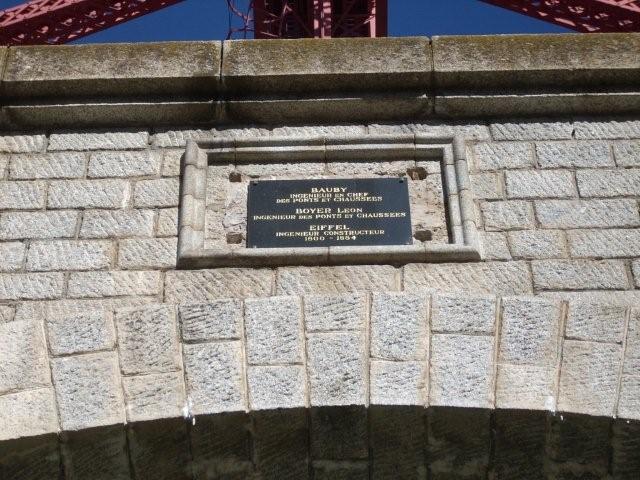 BAUBY
INGENIEUR EN CHEF
DES PONTS ET CHAUSSEES
BOYER LEON
INGENIEUR DES PONTS ET CHAUSSEES
EIFFEL
INGENIEUR CONSTRUCTEUR
1880 - 1884